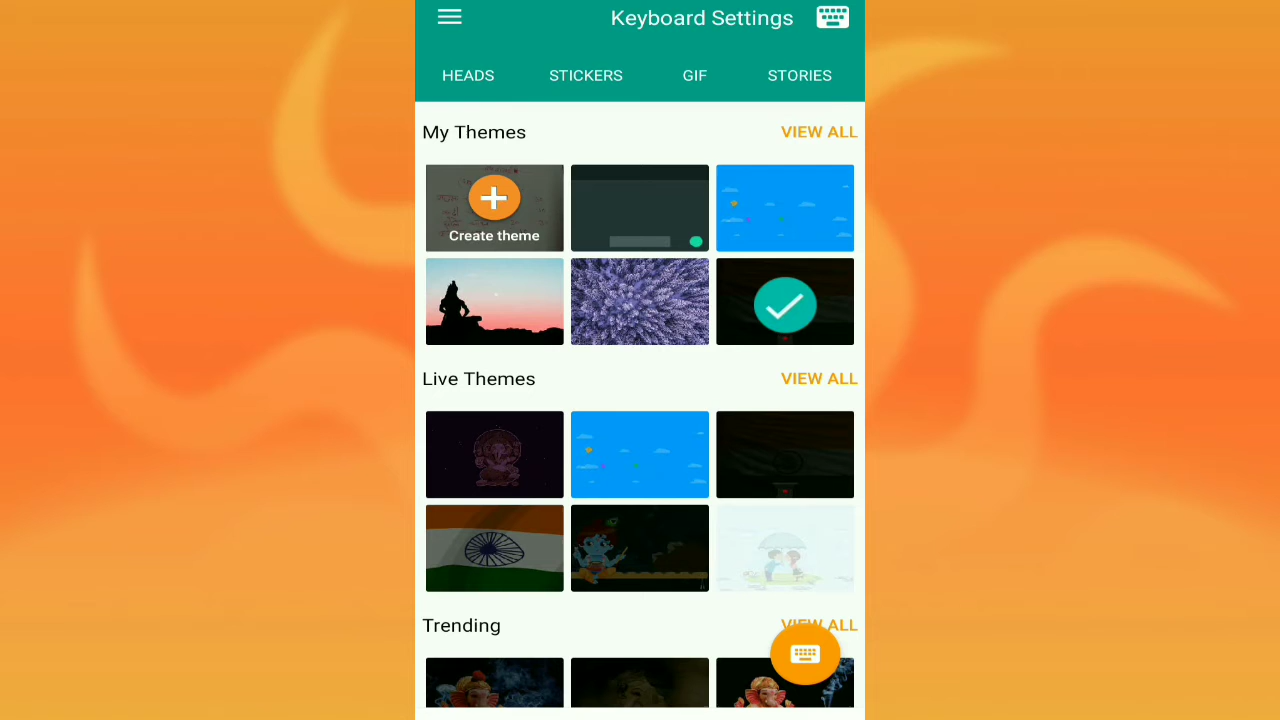 Keyboard Settings
HEADS STICKERS GIF STORIES
My Themes VIEW ALL
Create theme
Live Themes VIEW ALL
Trending VIEW ALL